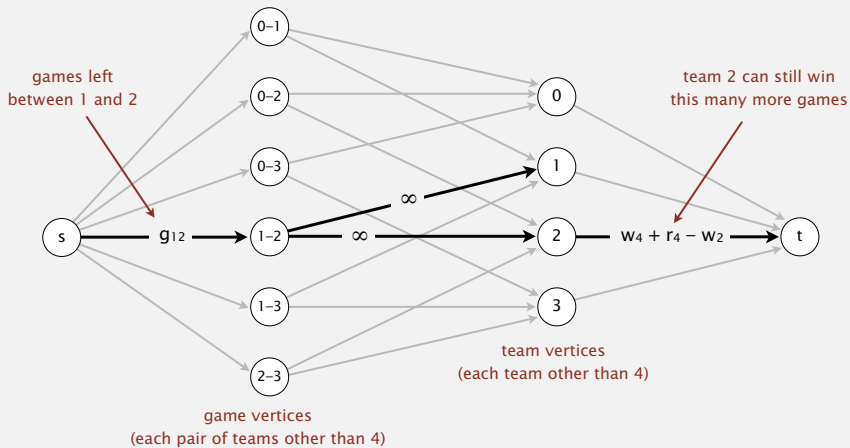 games left
between 1 and 2
team 2 can still win
this many more games
0–1
0–2
0–3
1–2
1–3
2–3
s
g12
∞
∞
0
1
2
3
w4 + r4 − w2
t
team vertices
(each team other than 4)
game vertices
(each pair of teams other than 4)